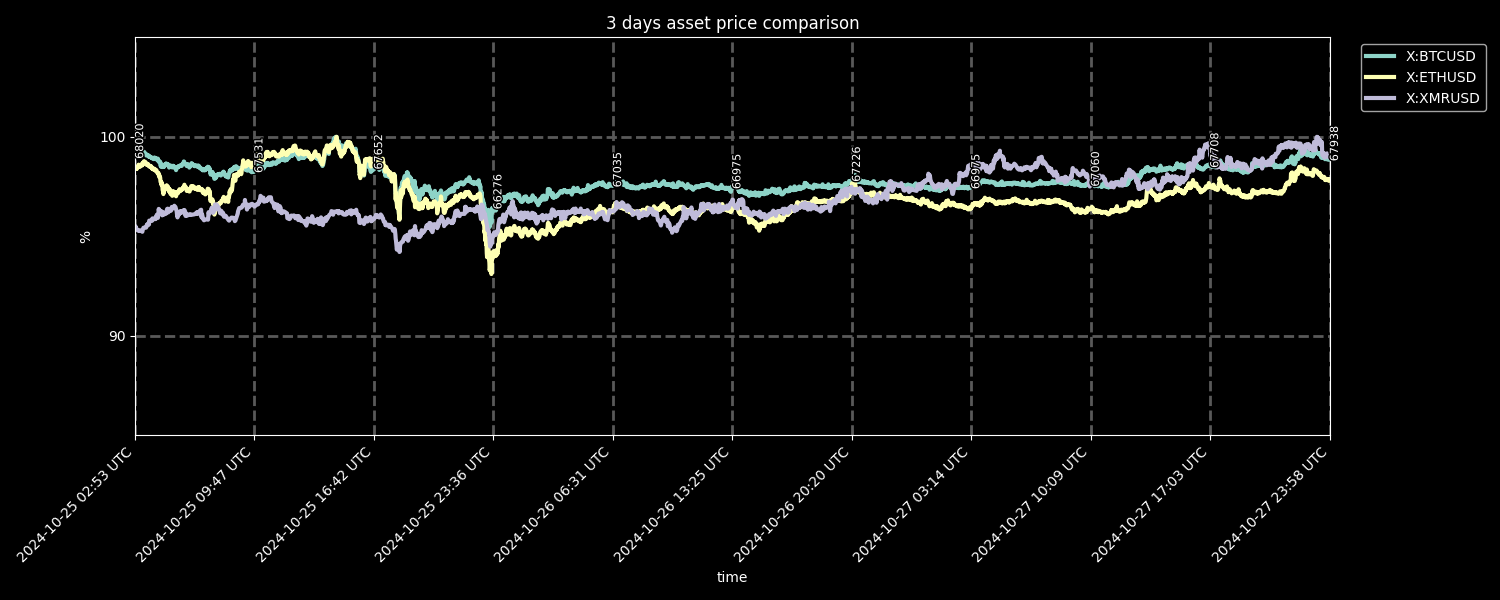 3 days asset price comparison
X:BTCUSD
X:ETHUSD
X:XMRUSD
100
90
%
68020
67531
67652
66276
67035
66975
67226
66975
67060
67708
67938
2024-10-25 02:53 UTC
2024-10-25 09:47 UTC
2024-10-25 16:42 UTC
2024-10-25 23:36 UTC
2024-10-26 06:31 UTC
2024-10-26 13:25 UTC
2024-10-26 20:20 UTC
2024-10-27 03:14 UTC
2024-10-27 10:09 UTC
2024-10-27 17:03 UTC
2024-10-27 23:58 UTC
time